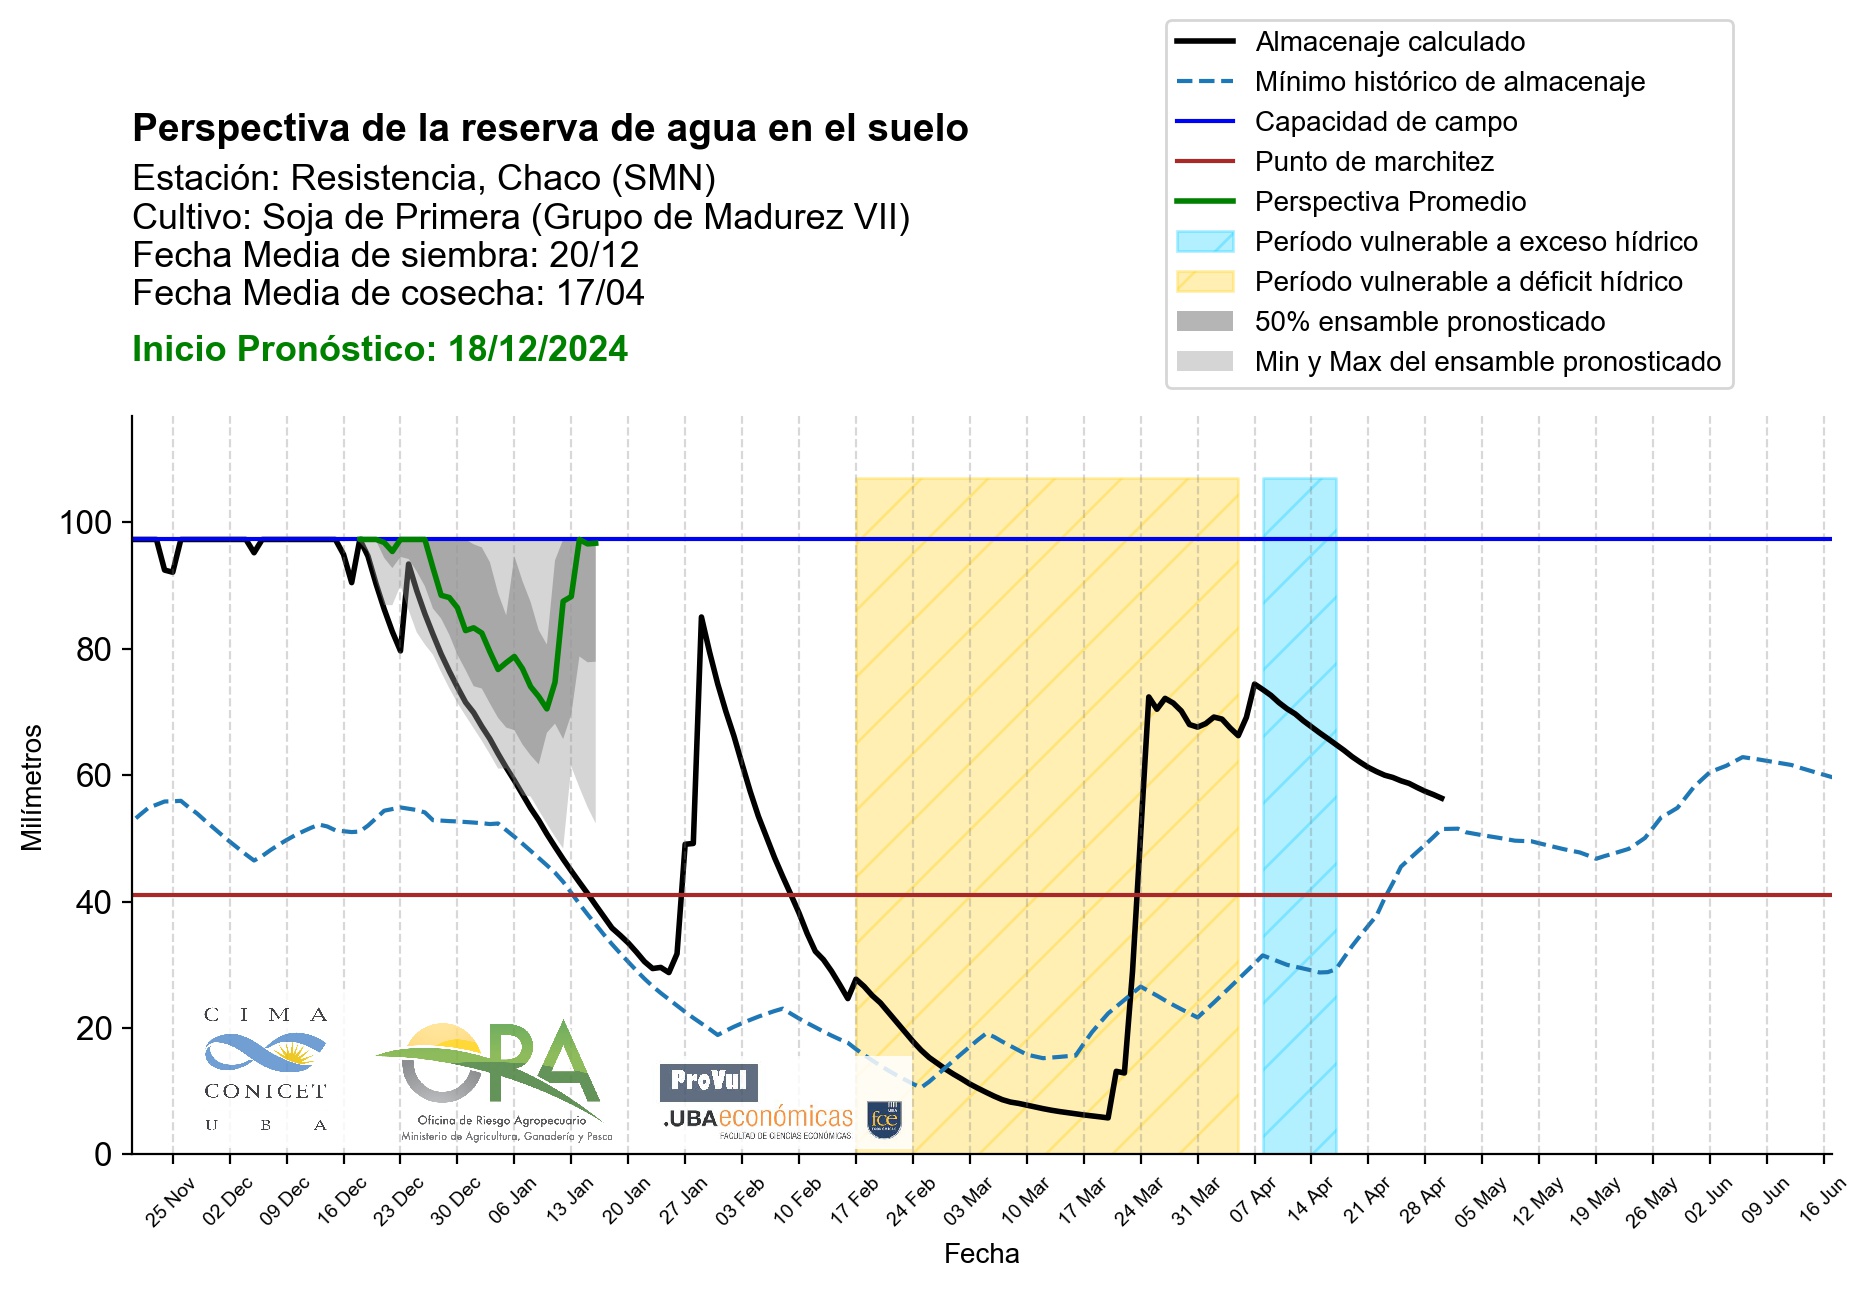 Perspectiva de la reserva de agua en el suelo
Estación: Resistencia, Chaco (SMN)
Cultivo: Soja de Primera (Grupo de Madurez VII)
Fecha Media de siembra: 20/12
Fecha Media de cosecha: 17/04
Inicio Pronóstico: 18/12/2024
Almacenaje calculado
Mínimo histórico de almacenaje
Capacidad de campo
Punto de marchitez
Perspectiva Promedio
Período vulnerable a exceso hídrico
Período vulnerable a déficit hídrico
50% ensamble pronosticado
Min y Max del ensamble pronosticado
100
80
60
40
20
0
Milímetros
C I M A
CONICET
U B A
ORA
Oficina de Riesgo Agropecuario
Ministerio de Agricultura, Ganadería y Pesca
ProVul
.UBAeconómicas
FACULTAD DE CIENCIAS ECONÓMICAS
UBA
fce
25 Nov
02 Dec
09 Dec
16 Dec
23 Dec
30 Dec
06 Jan
13 Jan
20 Jan
27 Jan
03 Feb
10 Feb
17 Feb
24 Feb
03 Mar
10 Mar
17 Mar
24 Mar
31 Mar
07 Apr
14 Apr
21 Apr
28 Apr
05 May
12 May
19 May
26 May
02 Jun
09 Jun
16 Jun
Fecha